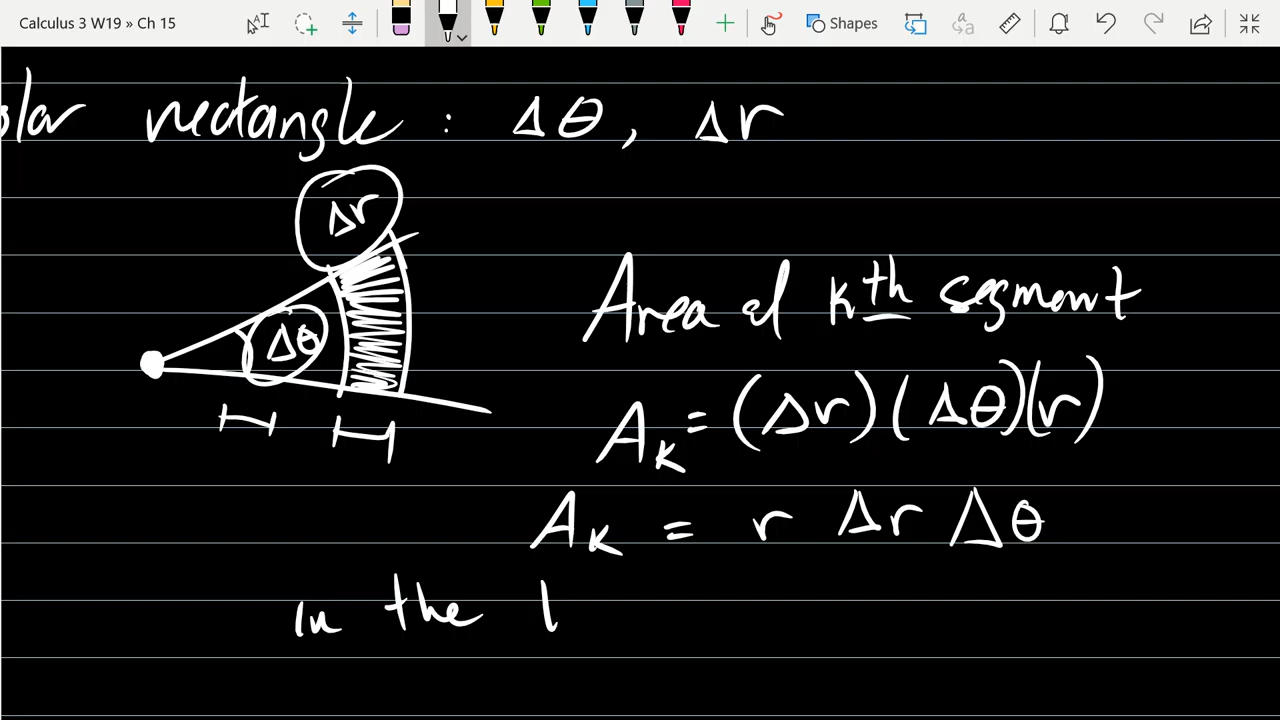 Calculus 3 W19 » Ch 15
Shapes
olar rectangle : Δθ, Δr
Δr
Δθ
Area of kth segment
A_k = (Δr)(Δθ)(r)
A_k = r Δr Δθ
in the l